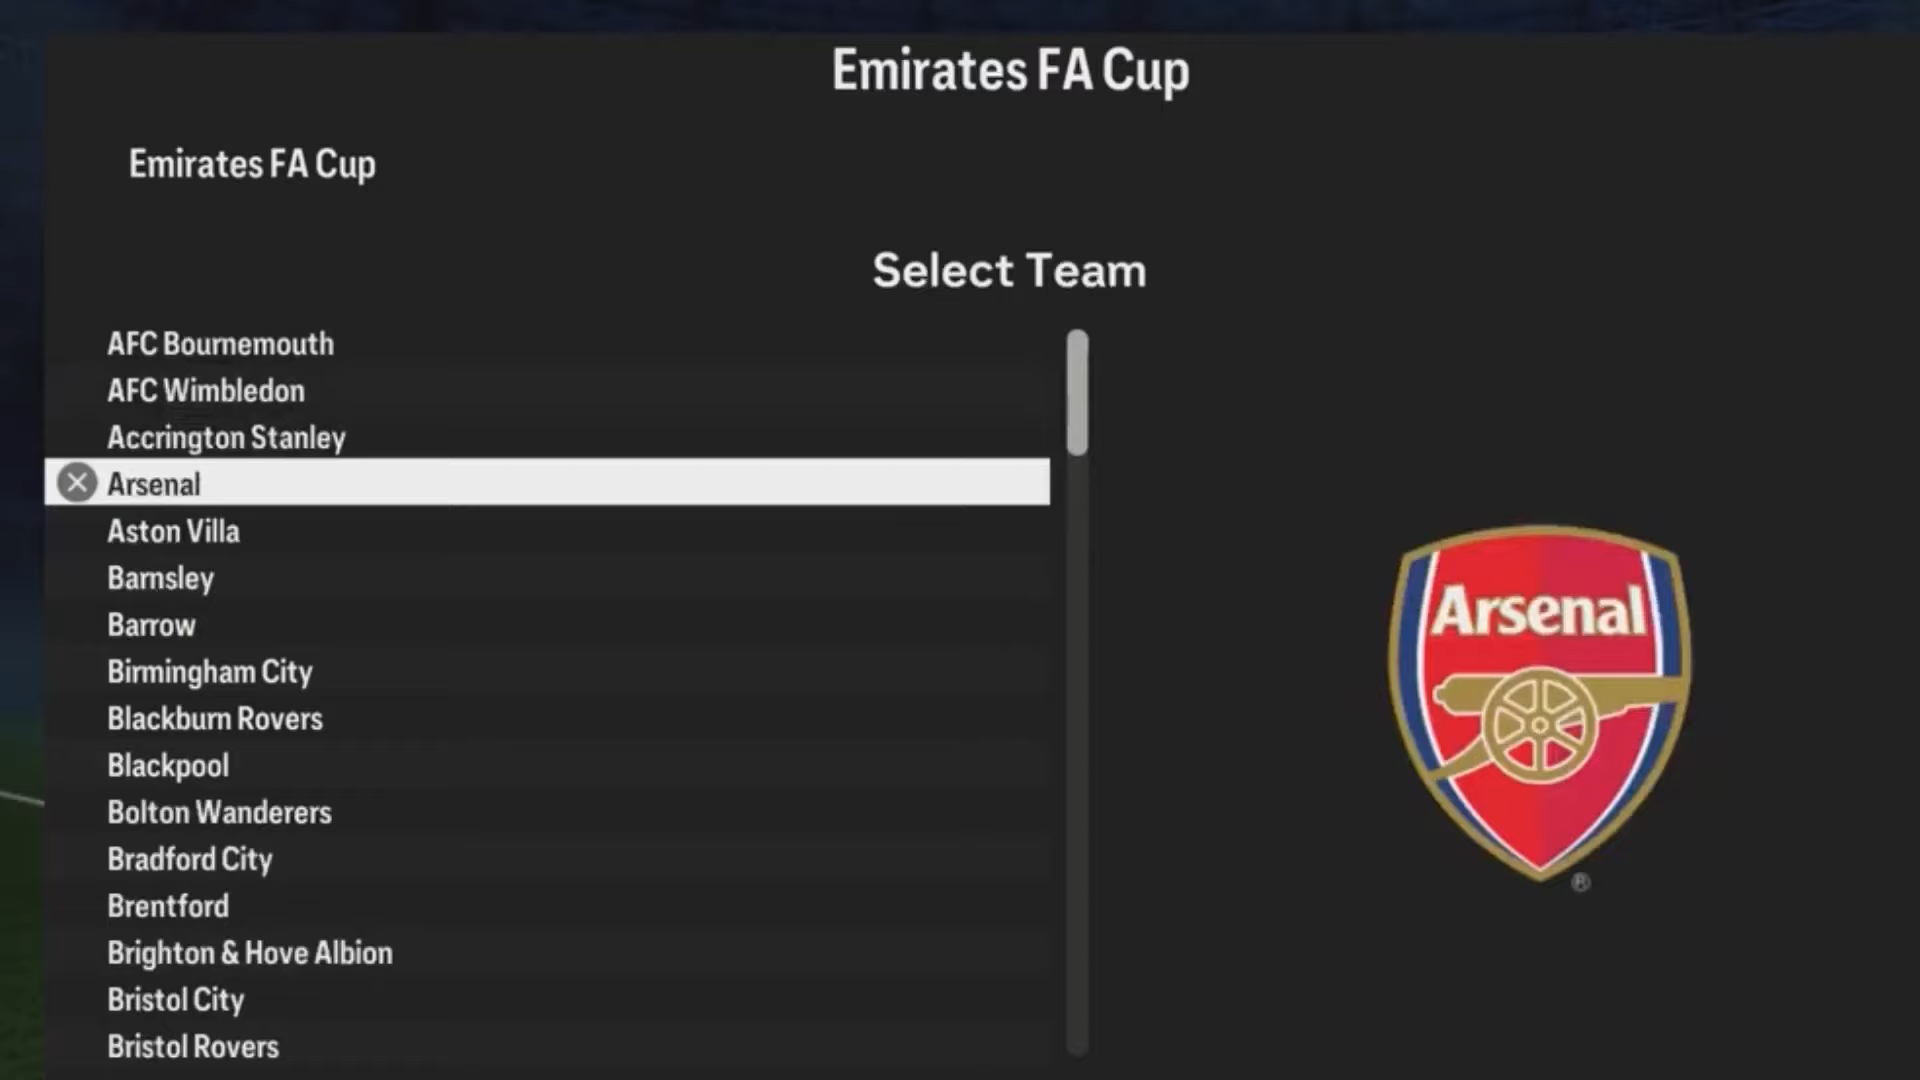 Emirates FA Cup
Emirates FA Cup
Select Team
AFC Bournemouth
AFC Wimbledon
Accrington Stanley
Arsenal
Aston Villa
Barnsley
Barrow
Birmingham City
Blackburn Rovers
Blackpool
Bolton Wanderers
Bradford City
Brentford
Brighton & Hove Albion
Bristol City
Bristol Rovers
Arsenal
®